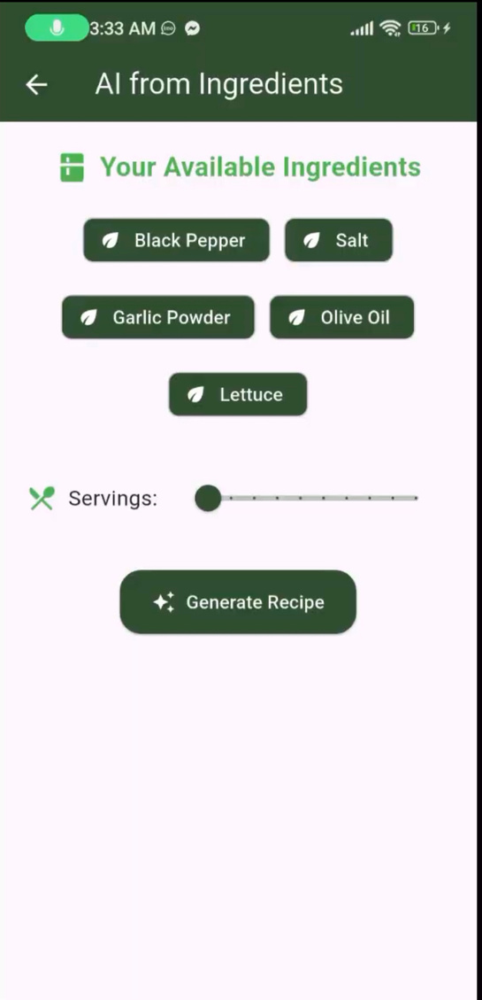 3:33 AM
16
AI from Ingredients
Your Available Ingredients
Black Pepper
Salt
Garlic Powder
Olive Oil
Lettuce
Servings:
Generate Recipe